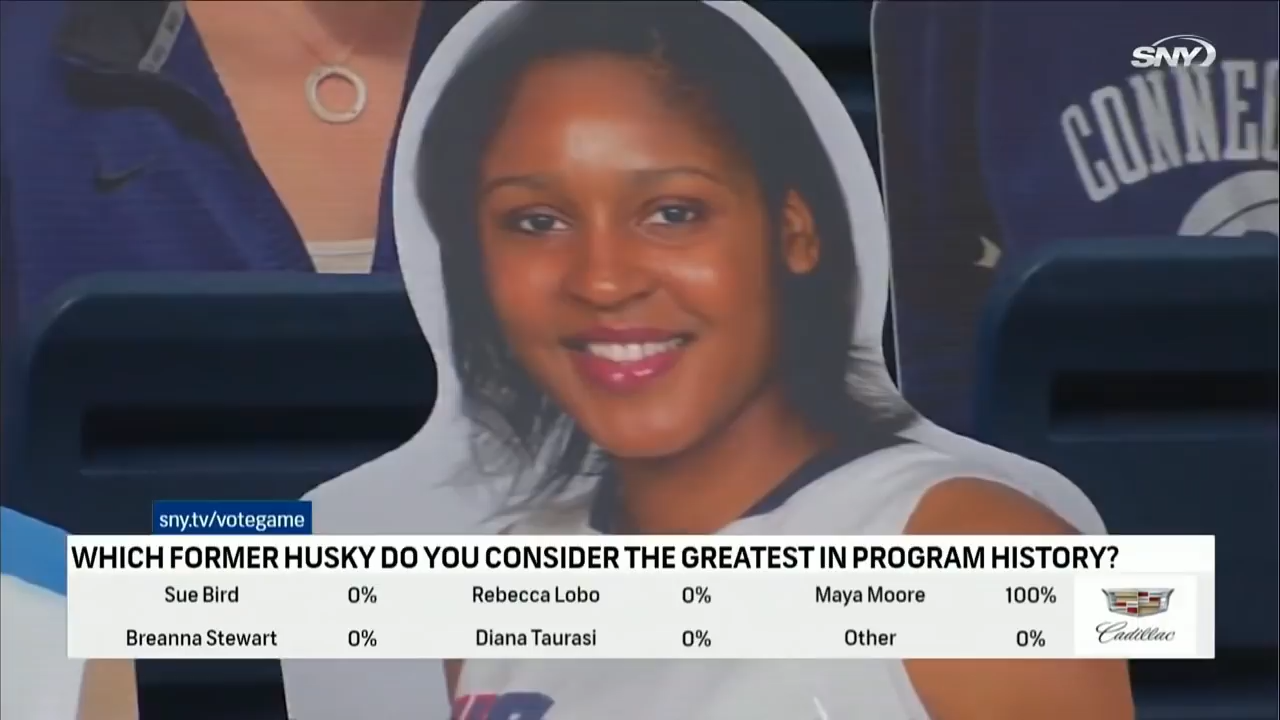 SNY
CONNEC
sny.tv/votegame
WHICH FORMER HUSKY DO YOU CONSIDER THE GREATEST IN PROGRAM HISTORY?
Sue Bird 0% Rebecca Lobo 0% Maya Moore 100%
Breanna Stewart 0% Diana Taurasi 0% Other 0%
Cadillac